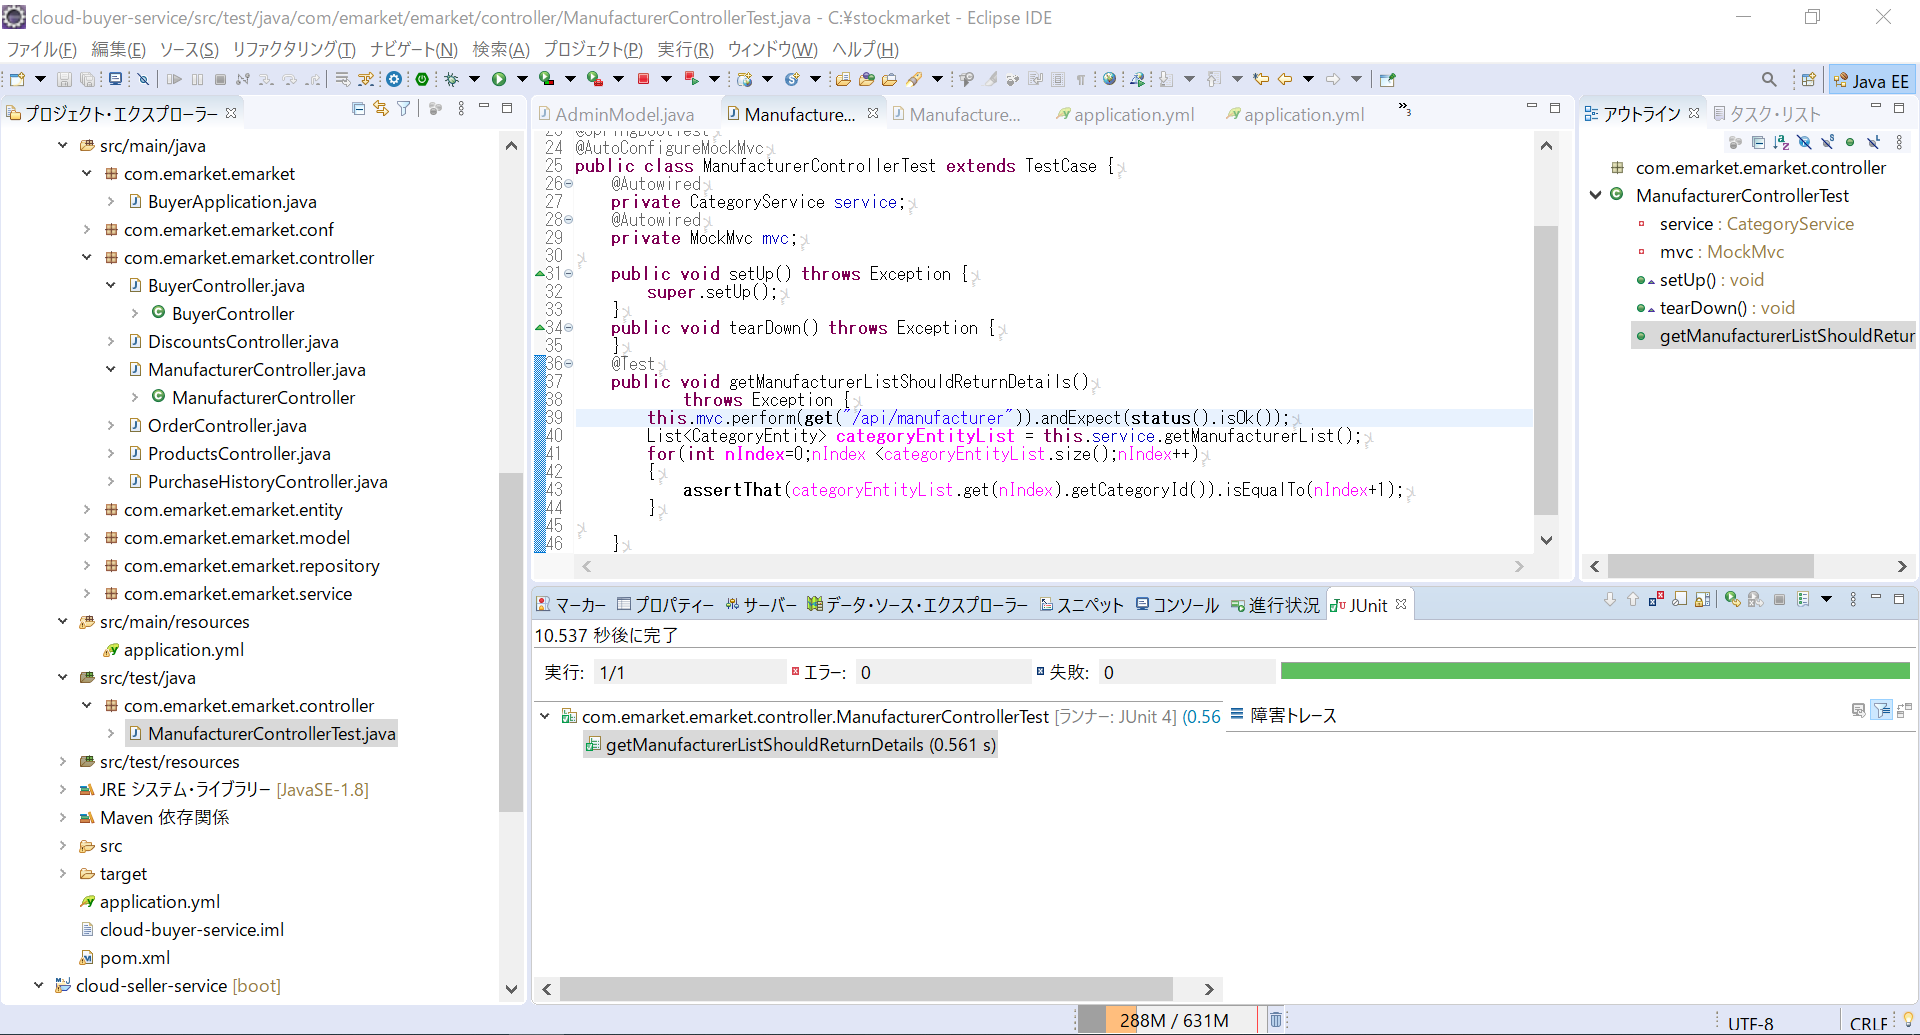 cloud-buyer-service/src/test/java/com/emarket/emarket/controller/ManufacturerControllerTest.java - C:¥stockmarket - Eclipse IDE
ファイル(F) 編集(E) ソース(S) リファクタリング(T) ナビゲート(N) 検索(A) プロジェクト(P) 実行(R) ウィンドウ(W) ヘルプ(H)
Java EE
プロジェクト・エクスプローラー
src/main/java
com.emarket.emarket
BuyerApplication.java
com.emarket.emarket.conf
com.emarket.emarket.controller
BuyerController.java
BuyerController
DiscountsController.java
ManufacturerController.java
ManufacturerController
OrderController.java
ProductsController.java
PurchaseHistoryController.java
com.emarket.emarket.entity
com.emarket.emarket.model
com.emarket.emarket.repository
com.emarket.emarket.service
src/main/resources
application.yml
src/test/java
com.emarket.emarket.controller
ManufacturerControllerTest.java
src/test/resources
JRE システム・ライブラリー [JavaSE-1.8]
Maven 依存関係
src
target
application.yml
cloud-buyer-service.iml
pom.xml
cloud-seller-service [boot]
AdminModel.java Manufacture... Manufacture... application.yml application.yml »3
23 @SpringBootTest
24 @AutoConfigureMockMvc
25 public class ManufacturerControllerTest extends TestCase {
26 @Autowired
27 private CategoryService service;
28 @Autowired
29 private MockMvc mvc;
30
31 public void setUp() throws Exception {
32 super.setUp();
33 }
34 public void tearDown() throws Exception {
35 }
36 @Test
37 public void getManufacturerListShouldReturnDetails()
38 throws Exception {
39 this.mvc.perform(get("/api/manufacturer")).andExpect(status().isOk());
40 List<CategoryEntity> categoryEntityList = this.service.getManufacturerList();
41 for(int nIndex=0;nIndex <categoryEntityList.size();nIndex++)
42 {
43 assertThat(categoryEntityList.get(nIndex).getCategoryId()).isEqualTo(nIndex+1);
44 }
45
46 }
アウトライン タスク・リスト
com.emarket.emarket.controller
ManufacturerControllerTest
service : CategoryService
mvc : MockMvc
setUp() : void
tearDown() : void
getManufacturerListShouldRetur
マーカー プロパティー サーバー データ・ソース・エクスプローラー スニペット コンソール 進行状況 JUnit
10.537 秒後に完了
実行: 1/1 エラー: 0 失敗: 0
com.emarket.emarket.controller.ManufacturerControllerTest [ランナー: JUnit 4] (0.56
getManufacturerListShouldReturnDetails (0.561 s)
障害トレース
288M / 631M
UTF-8
CRLF